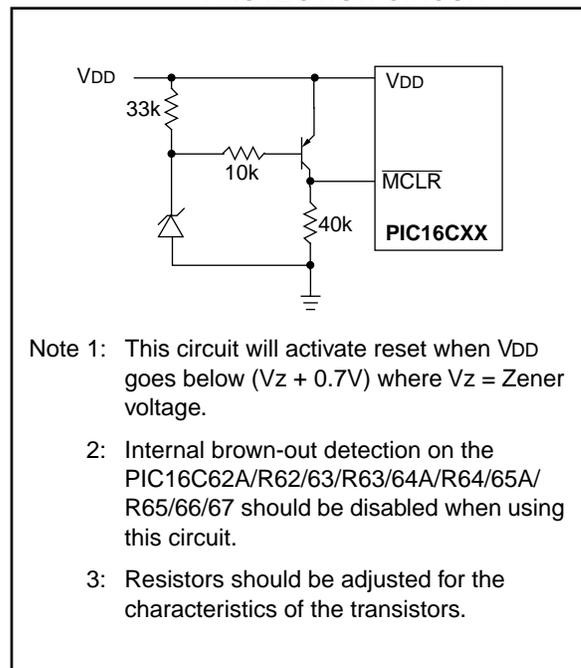 VDD
VDD
33k
10k
MCLR
40k
PIC16CXX
Note 1: This circuit will activate reset when VDD
goes below (Vz + 0.7V) where Vz = Zener
voltage.
2: Internal brown-out detection on the
PIC16C62A/R62/63/R63/64A/R64/65A/
R65/66/67 should be disabled when using
this circuit.
3: Resistors should be adjusted for the
characteristics of the transistors.